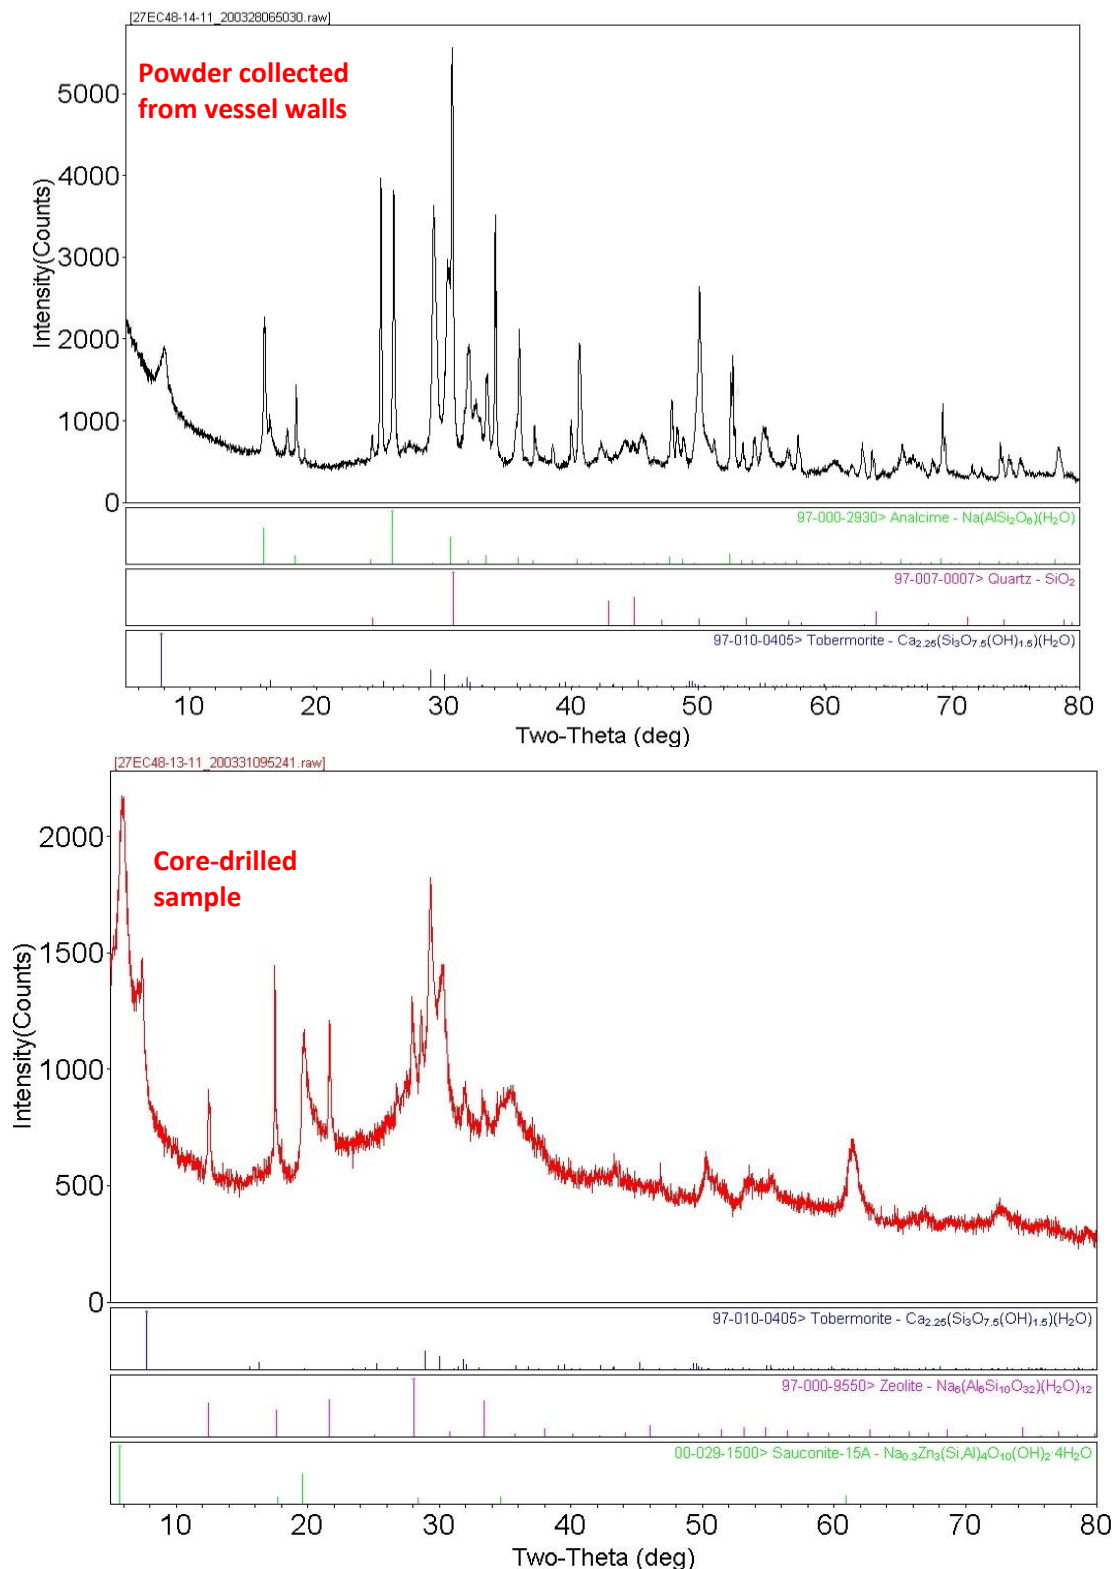 [27EC48-14-11_200328065030.raw]
Powder collected
from vessel walls
Intensity(Counts)
5000
4000
3000
2000
1000
0
97-000-2930> Analcime - Na(AlSi₂O₆)(H₂O)
97-007-0007> Quartz - SiO₂
97-010-0405> Tobermorite - Ca₂.₂₅(Si₃O₇.₅(OH)₁.₅)(H₂O)
10 20 30 40 50 60 70 80
Two-Theta (deg)
[27EC48-13-11_200331095241.raw]
Core-drilled
sample
Intensity(Counts)
2000
1500
1000
500
0
97-010-0405> Tobermorite - Ca₂.₂₅(Si₃O₇.₅(OH)₁.₅)(H₂O)
97-000-9550> Zeolite - Na₆(Al₆Si₁₀O₃₂)(H₂O)₁₂
00-029-1500> Sauconite-15A - Na₀.₃Zn₃(Si,Al)₄O₁₀(OH)₂·4H₂O
10 20 30 40 50 60 70 80
Two-Theta (deg)